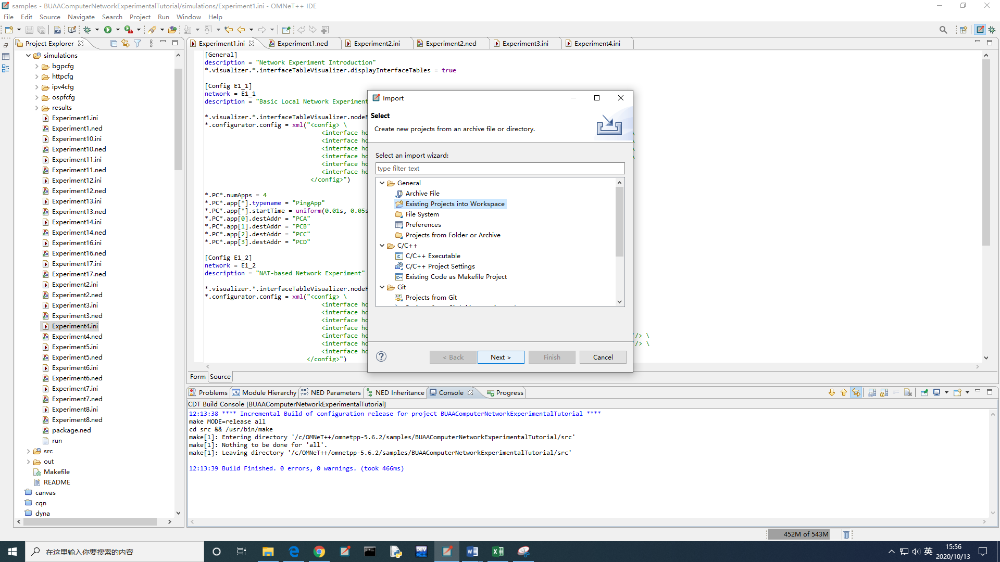 samples - BUAAComputerNetworkExperimentalTutorial/simulations/Experiment1.ini - OMNeT++ IDE
File Edit Source Navigate Search Project Run Window Help
Project Explorer
simulations
bgpcfg
httpcfg
ipv4cfg
ospfcfg
results
Experiment1.ini
Experiment1.ned
Experiment10.ini
Experiment10.ned
Experiment11.ini
Experiment11.ned
Experiment12.ini
Experiment12.ned
Experiment13.ini
Experiment13.ned
Experiment14.ini
Experiment14.ned
Experiment16.ini
Experiment16.ned
Experiment17.ini
Experiment17.ned
Experiment2.ini
Experiment2.ned
Experiment3.ini
Experiment3.ned
Experiment4.ini
Experiment4.ned
Experiment5.ini
Experiment5.ned
Experiment6.ini
Experiment6.ned
Experiment7.ini
Experiment7.ned
Experiment8.ini
Experiment8.ned
package.ned
run
src
out
Makefile
README
canvas
cqn
dyna
Experiment1.ini Experiment1.ned Experiment2.ini Experiment2.ned Experiment3.ini Experiment4.ini
[General]
description = "Network Experiment Introduction"
*.visualizer.*.interfaceTableVisualizer.displayInterfaceTables = true
[Config E1_1]
network = E1_1
description = "Basic Local Network Experiment
*.visualizer.*.interfaceTableVisualizer.nodeF
*.configurator.config = xml("<config> \
<interface ho \
<interface ho \
<interface ho \
<interface ho \
<interface ho
<interface ho
</config>")
*.PC*.numApps = 4
*.PC*.app[*].typename = "PingApp"
*.PC*.app[*].startTime = uniform(0.01s, 0.05s
*.PC*.app[0].destAddr = "PCA"
*.PC*.app[1].destAddr = "PCB"
*.PC*.app[2].destAddr = "PCC"
*.PC*.app[3].destAddr = "PCD"
[Config E1_2]
network = E1_2
description = "NAT-based Network Experiment"
*.visualizer.*.interfaceTableVisualizer.nodeF
*.configurator.config = xml("<config> \
<interface ho
<interface ho
<interface ho
<interface ho
<interface ho "/> \
<interface ho "/> \
<interface ho
</config>")
Form Source
Import
Select
Create new projects from an archive file or directory.
Select an import wizard:
type filter text
General
Archive File
Existing Projects into Workspace
File System
Preferences
Projects from Folder or Archive
C/C++
C/C++ Executable
C/C++ Project Settings
Existing Code as Makefile Project
Git
Projects from Git
< Back Next > Finish Cancel
Problems Module Hierarchy NED Parameters NED Inheritance Console Progress
CDT Build Console [BUAAComputerNetworkExperimentalTutorial]
12:13:38 **** Incremental Build of configuration release for project BUAAComputerNetworkExperimentalTutorial ****
make MODE=release all
cd src && /usr/bin/make
make[1]: Entering directory '/c/OMNeT++/omnetpp-5.6.2/samples/BUAAComputerNetworkExperimentalTutorial/src'
make[1]: Nothing to be done for 'all'.
make[1]: Leaving directory '/c/OMNeT++/omnetpp-5.6.2/samples/BUAAComputerNetworkExperimentalTutorial/src'
12:13:39 Build Finished. 0 errors, 0 warnings. (took 466ms)
452M of 543M
在这里输入你要搜索的内容
DEV
英
15:56
2020/10/13